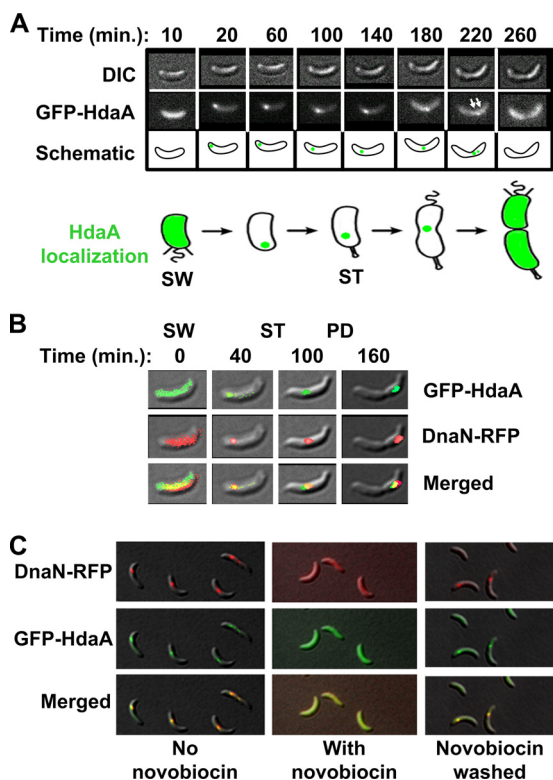 A
Time (min.): 10 20 60 100 140 180 220 260
DIC
GFP-HdaA
Schematic
HdaA
localization
SW
ST
B
SW ST PD
Time (min.): 0 40 100 160
GFP-HdaA
DnaN-RFP
Merged
C
DnaN-RFP
GFP-HdaA
Merged
No
novobiocin
With
novobiocin
Novobiocin
washed